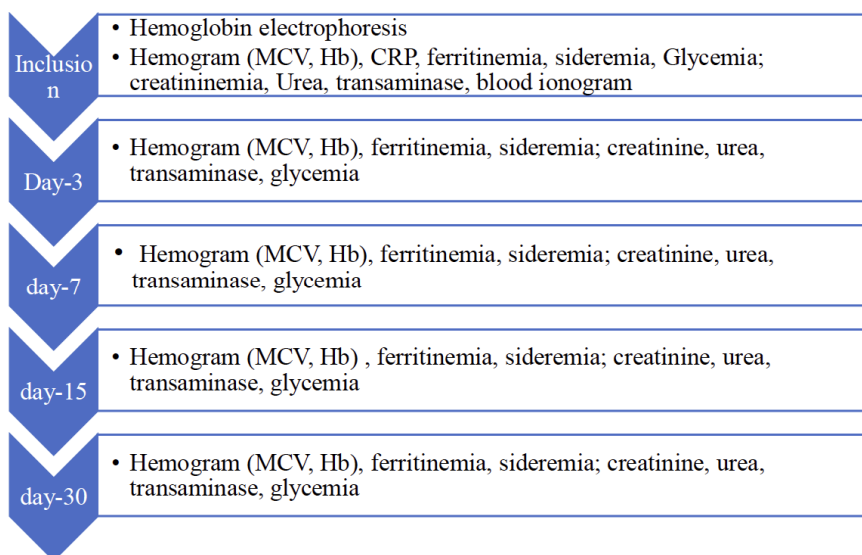 Inclusio
n
• Hemoglobin electrophoresis
• Hemogram (MCV, Hb), CRP, ferritinemia, sideremia, Glycemia;
creatininemia, Urea, transaminase, blood ionogram
Day-3
• Hemogram (MCV, Hb), ferritinemia, sideremia; creatinine, urea,
transaminase, glycemia
day-7
• Hemogram (MCV, Hb), ferritinemia, sideremia; creatinine, urea,
transaminase, glycemia
day-15
• Hemogram (MCV, Hb) , ferritinemia, sideremia; creatinine, urea,
transaminase, glycemia
day-30
• Hemogram (MCV, Hb), ferritinemia, sideremia; creatinine, urea,
transaminase, glycemia